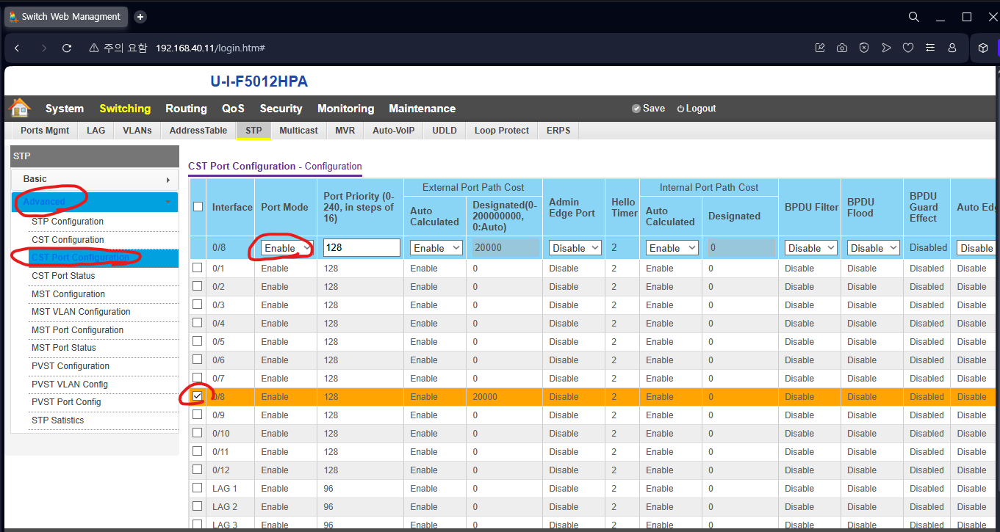 Switch Web Managment
주의 요함 192.168.40.11/login.htm#
U-I-F5012HPA
System Switching Routing QoS Security Monitoring Maintenance Save Logout
Ports Mgmt LAG VLANs AddressTable STP Multicast MVR Auto-VoIP UDLD Loop Protect ERPS
STP
Basic
Advanced
STP Configuration
CST Configuration
CST Port Configuration
CST Port Status
MST Configuration
MST VLAN Configuration
MST Port Configuration
MST Port Status
PVST Configuration
PVST VLAN Config
PVST Port Config
STP Satistics
CST Port Configuration - Configuration
Interface Port Mode Port Priority (0-
240, in steps of
16)
External Port Path Cost
Auto
Calculated
Designated(0-
200000000,
0:Auto)
Admin
Edge Port
Hello
Timer
Internal Port Path Cost
Auto
Calculated
Designated
BPDU Filter
BPDU
Flood
BPDU
Guard
Effect
Auto Edg
0/8 Enable 128 Enable 20000 Disable 2 Enable 0 Disable Disable Disabled Disable
0/1 Enable 128 Enable 0 Disable 2 Enable 0 Disable Disable Disabled Disable
0/2 Enable 128 Enable 0 Disable 2 Enable 0 Disable Disable Disabled Disable
0/3 Enable 128 Enable 0 Disable 2 Enable 0 Disable Disable Disabled Disable
0/4 Enable 128 Enable 0 Disable 2 Enable 0 Disable Disable Disabled Disable
0/5 Enable 128 Enable 0 Disable 2 Enable 0 Disable Disable Disabled Disable
0/6 Enable 128 Enable 0 Disable 2 Enable 0 Disable Disable Disabled Disable
0/7 Enable 128 Enable 0 Disable 2 Enable 0 Disable Disable Disabled Disable
0/8 Enable 128 Enable 20000 Disable 2 Enable 0 Disable Disable Disabled Disable
0/9 Enable 128 Enable 0 Disable 2 Enable 0 Disable Disable Disabled Disable
0/10 Enable 128 Enable 0 Disable 2 Enable 0 Disable Disable Disabled Disable
0/11 Enable 128 Enable 0 Disable 2 Enable 0 Disable Disable Disabled Disable
0/12 Enable 128 Enable 0 Disable 2 Enable 0 Disable Disable Disabled Disable
LAG 1 Enable 96 Enable 0 Disable 2 Enable 0 Disable Disable Disabled Disable
LAG 2 Enable 96 Enable 0 Disable 2 Enable 0 Disable Disable Disabled Disable
LAG 3 Enable 96 Enable 0 Disable 2 Enable 0 Disable Disable Disabled Disable